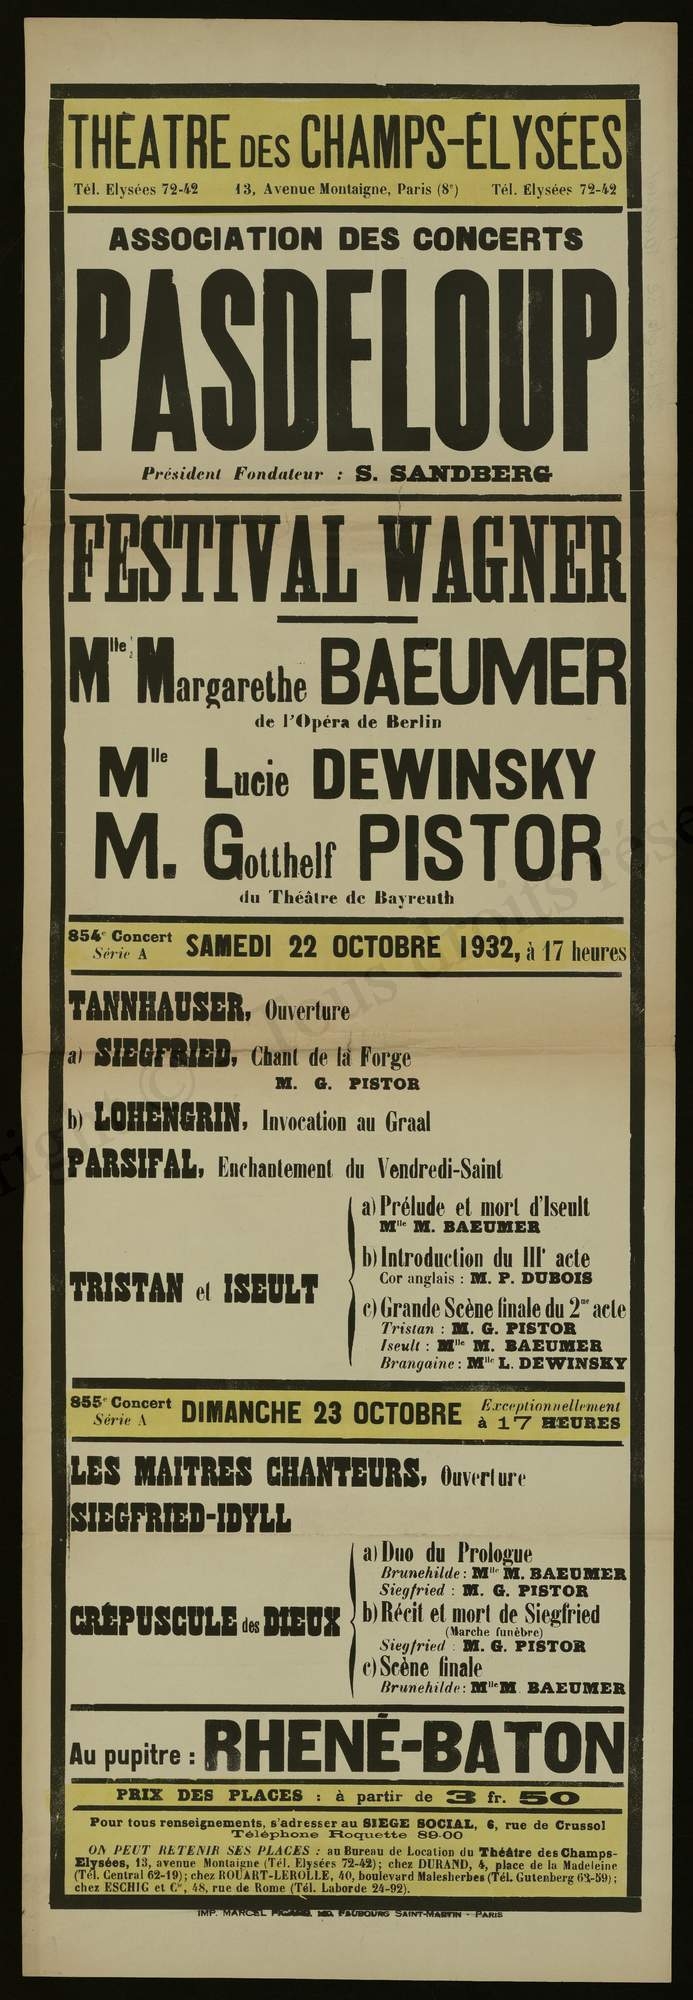 THÉATRE DES CHAMPS-ÉLYSÉES
Tél. Elysées 72-42 13, Avenue Montaigne, Paris (8e) Tél. Elysées 72-42
ASSOCIATION DES CONCERTS
PASDELOUP
Président Fondateur : S. SANDBERG
FESTIVAL WAGNER
Mlle Margarethe BAEUMER
de l'Opéra de Berlin
Mlle Lucie DEWINSKY
M. Gotthelf PISTOR
du Théâtre de Bayreuth
854e Concert Série A SAMEDI 22 OCTOBRE 1932, à 17 heures
TANNHAUSER, Ouverture
a) SIEGFRIED, Chant de la Forge
M. G. PISTOR
b) LOHENGRIN, Invocation au Graal
PARSIFAL, Enchantement du Vendredi-Saint
TRISTAN et ISEULT
a) Prélude et mort d'Iseult
Mlle M. BAEUMER
b) Introduction du IIIe acte
Cor anglais : M. P. DUBOIS
c) Grande Scène finale du 2me acte
Tristan : M. G. PISTOR
Iseult : Mlle M. BAEUMER
Brangaine : Mlle L. DEWINSKY
855e Concert Série A DIMANCHE 23 OCTOBRE Exceptionnellement à 17 HEURES
LES MAITRES CHANTEURS, Ouverture
SIEGFRIED-IDYLL
CRÉPUSCULE des DIEUX
a) Duo du Prologue
Brunehilde : Mlle M. BAEUMER
Siegfried : M. G. PISTOR
b) Récit et mort de Siegfried
(Marche funèbre)
Siegfried : M. G. PISTOR
c) Scène finale
Brunehilde : Mlle M. BAEUMER
Au pupitre : RHENÉ-BATON
PRIX DES PLACES : à partir de 3 fr. 50
Pour tous renseignements, s'adresser au SIEGE SOCIAL, 6, rue de Crussol
Téléphone Roquette 89-00
ON PEUT RETENIR SES PLACES : au Bureau de Location du Théâtre des Champs-
Elysées, 13, avenue Montaigne (Tél. Elysées 72-42); chez DURAND, 4, place de la Madeleine
(Tél. Central 62-19); chez ROUART-LEROLLE, 40, boulevard Malesherbes (Tél. Gutenberg 63-59);
chez ESCHIG et Cie, 48, rue de Rome (Tél. Laborde 24-92).
IMP. MARCEL PICARD, 140, FAUBOURG SAINT-MARTIN - PARIS